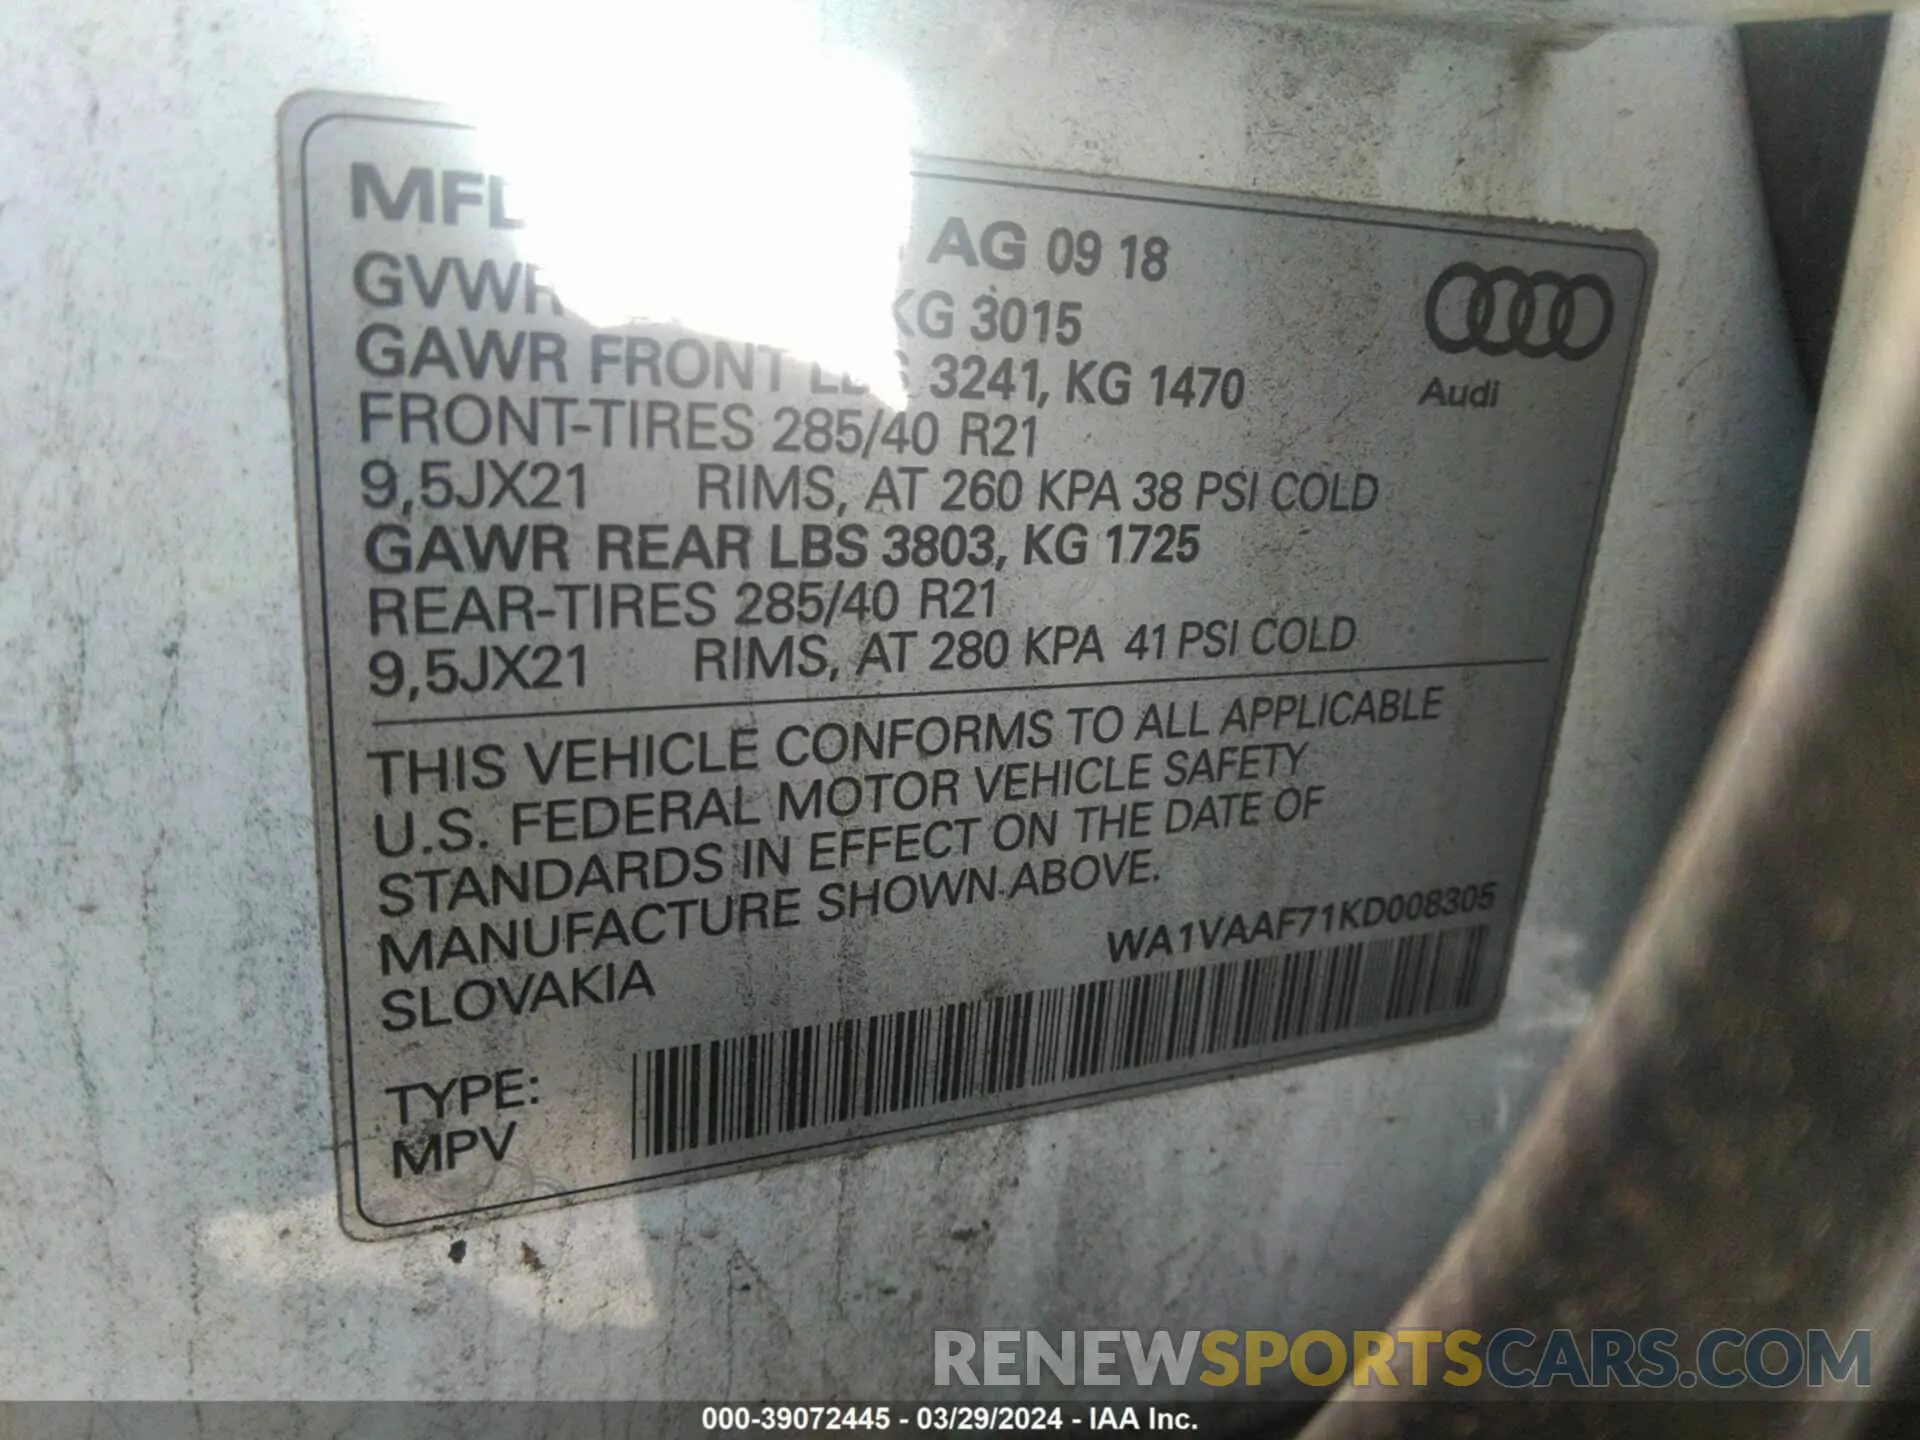 MFD AG 09 18
GVWR KG 3015
GAWR FRONT LBS 3241, KG 1470
FRONT-TIRES 285/40 R21
9,5JX21 RIMS, AT 260 KPA 38 PSI COLD
GAWR REAR LBS 3803, KG 1725
REAR-TIRES 285/40 R21
9,5JX21 RIMS, AT 280 KPA 41 PSI COLD
Audi
THIS VEHICLE CONFORMS TO ALL APPLICABLE
U.S. FEDERAL MOTOR VEHICLE SAFETY
STANDARDS IN EFFECT ON THE DATE OF
MANUFACTURE SHOWN ABOVE.
SLOVAKIA
WA1VAAF71KD008305
TYPE:
MPV
RENEWSPORTSCARS.COM
000-39072445 - 03/29/2024 - IAA Inc.